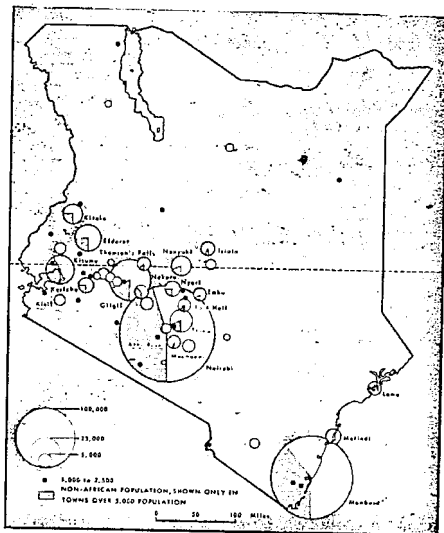 Kitale
Eldoret
Thomson's Falls
Nanyuki
Isiolo
Kisumu
Nakuru
Nyeri
Embu
Kisii
Kericho
Gilgil
Hall
Nairobi
Lamu
Malindi
Mombasa
100,000
25,000
5,000
NON-AFRICAN POPULATION, SHOWN ONLY IN
TOWNS OVER 5,000 POPULATION
0 50 100 Miles